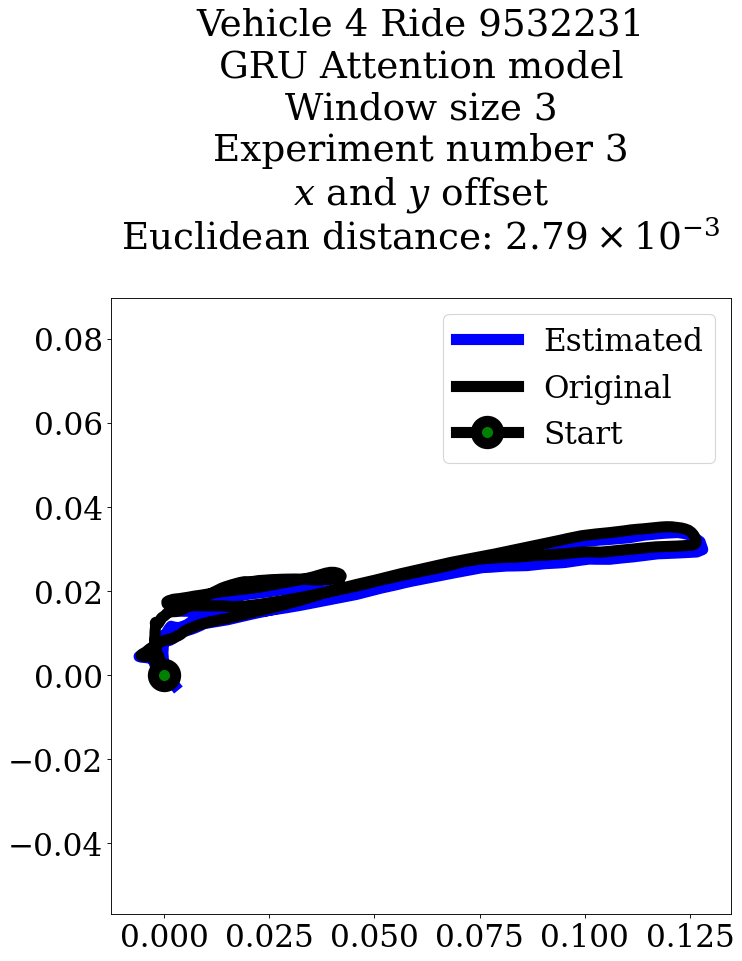 Vehicle 4 Ride 9532231
GRU Attention model
Window size 3
Experiment number 3
x and y offset
Euclidean distance: 2.79 × 10⁻³
Estimated
Original
Start
0.08
0.06
0.04
0.02
0.00
−0.02
−0.04
0.000 0.025 0.050 0.075 0.100 0.125